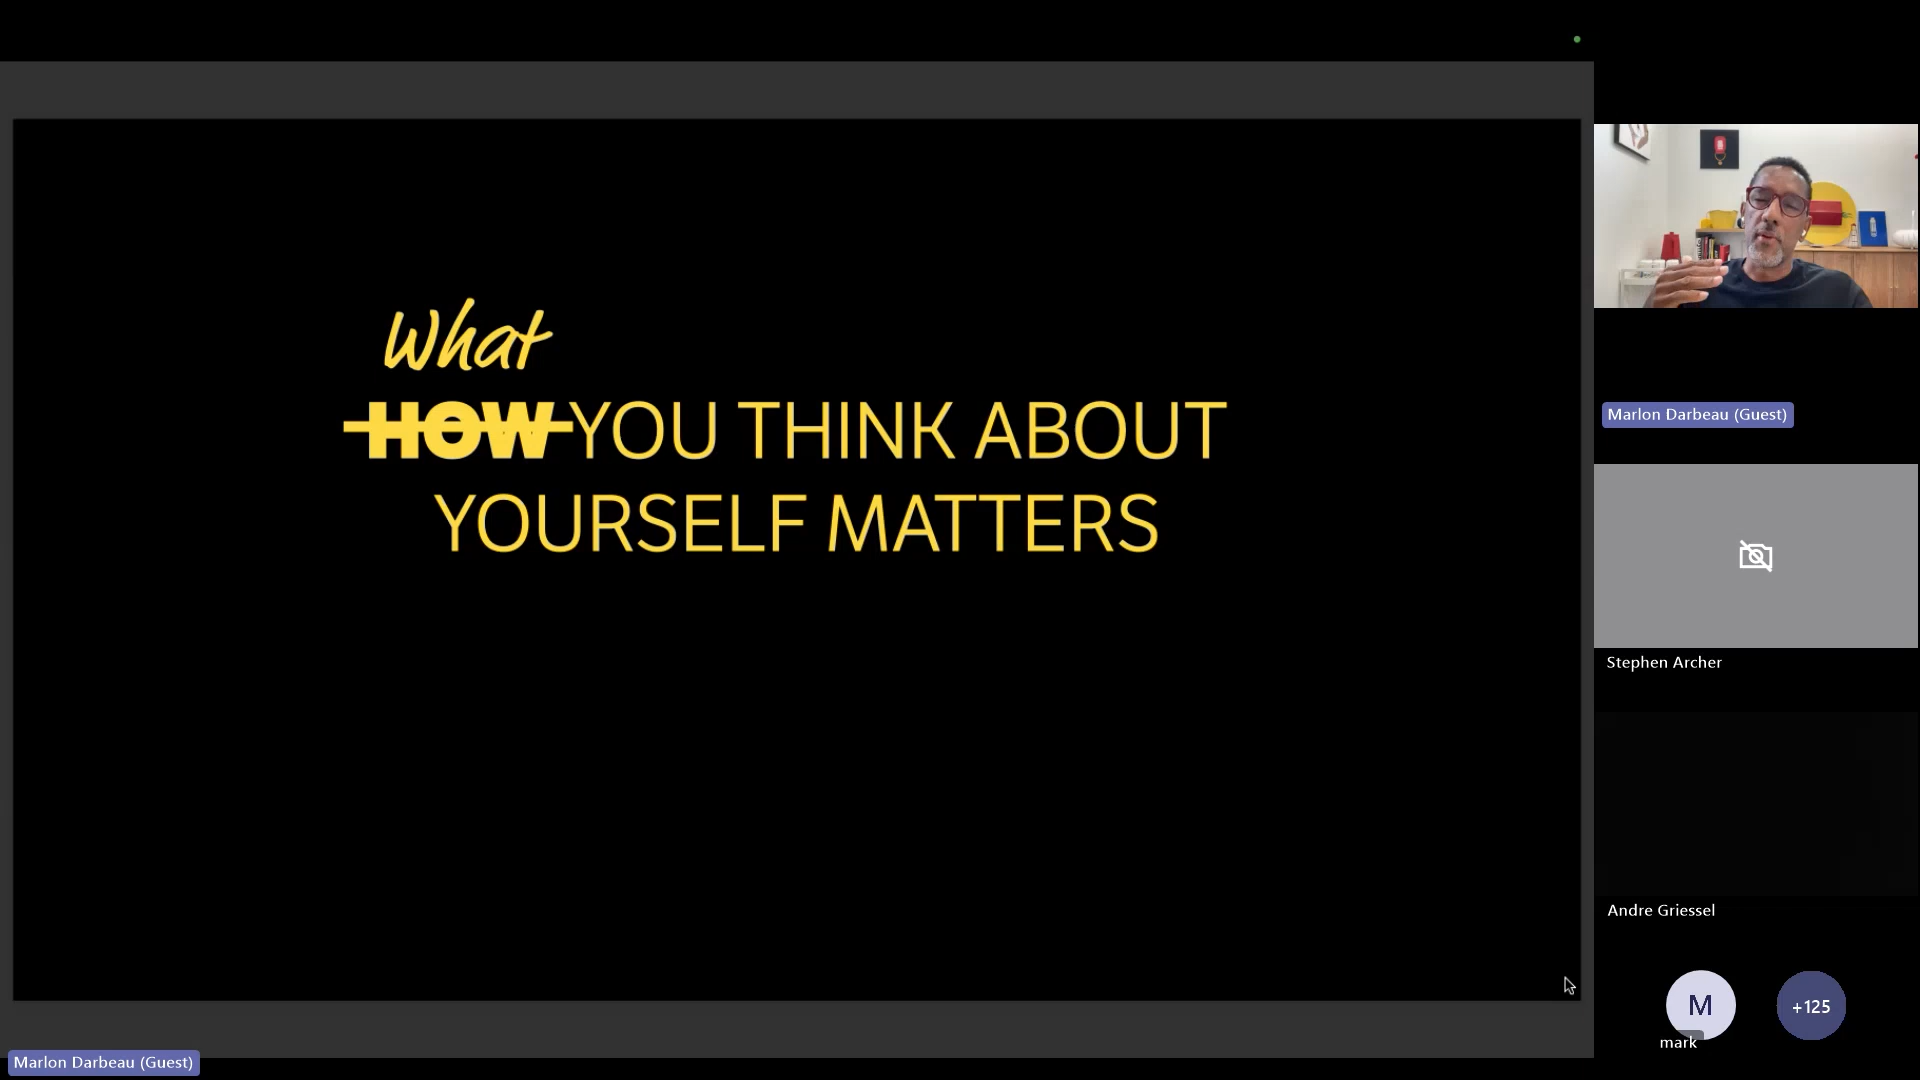 What
HOW YOU THINK ABOUT
YOURSELF MATTERS
Marlon Darbeau (Guest)
Stephen Archer
Andre Griessel
M
+125
mark
Marlon Darbeau (Guest)